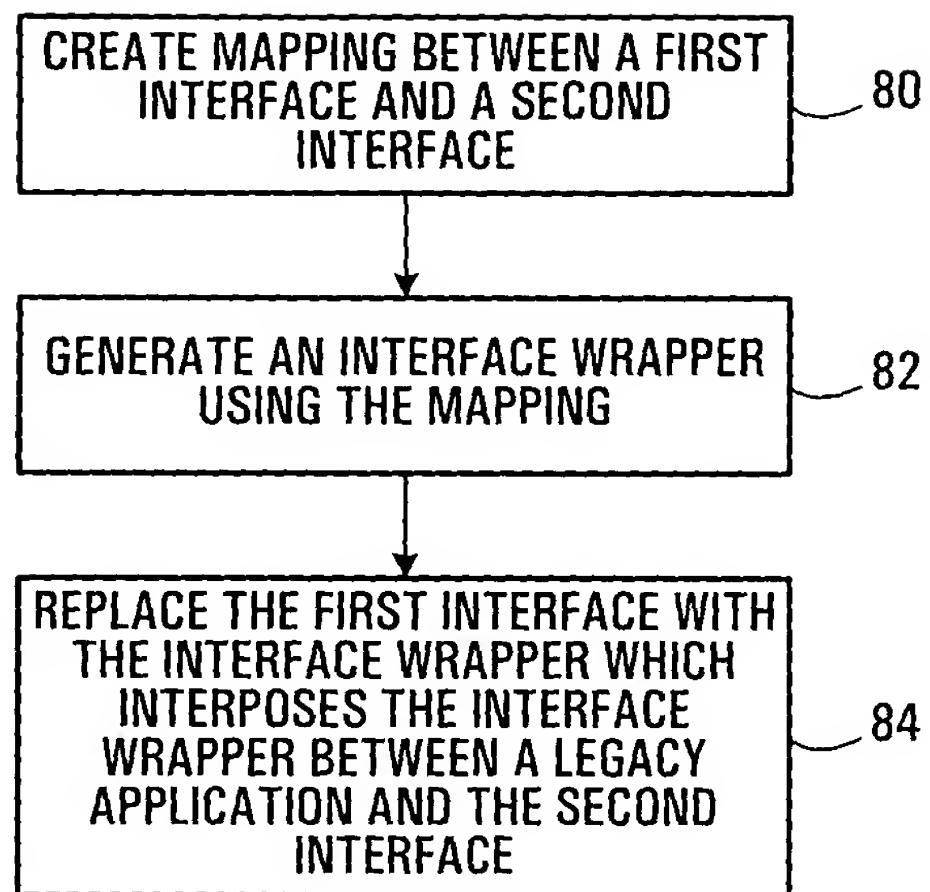 CREATE MAPPING BETWEEN A FIRST
INTERFACE AND A SECOND
INTERFACE
80
GENERATE AN INTERFACE WRAPPER
USING THE MAPPING
82
REPLACE THE FIRST INTERFACE WITH
THE INTERFACE WRAPPER WHICH
INTERPOSES THE INTERFACE
WRAPPER BETWEEN A LEGACY
APPLICATION AND THE SECOND
INTERFACE
84